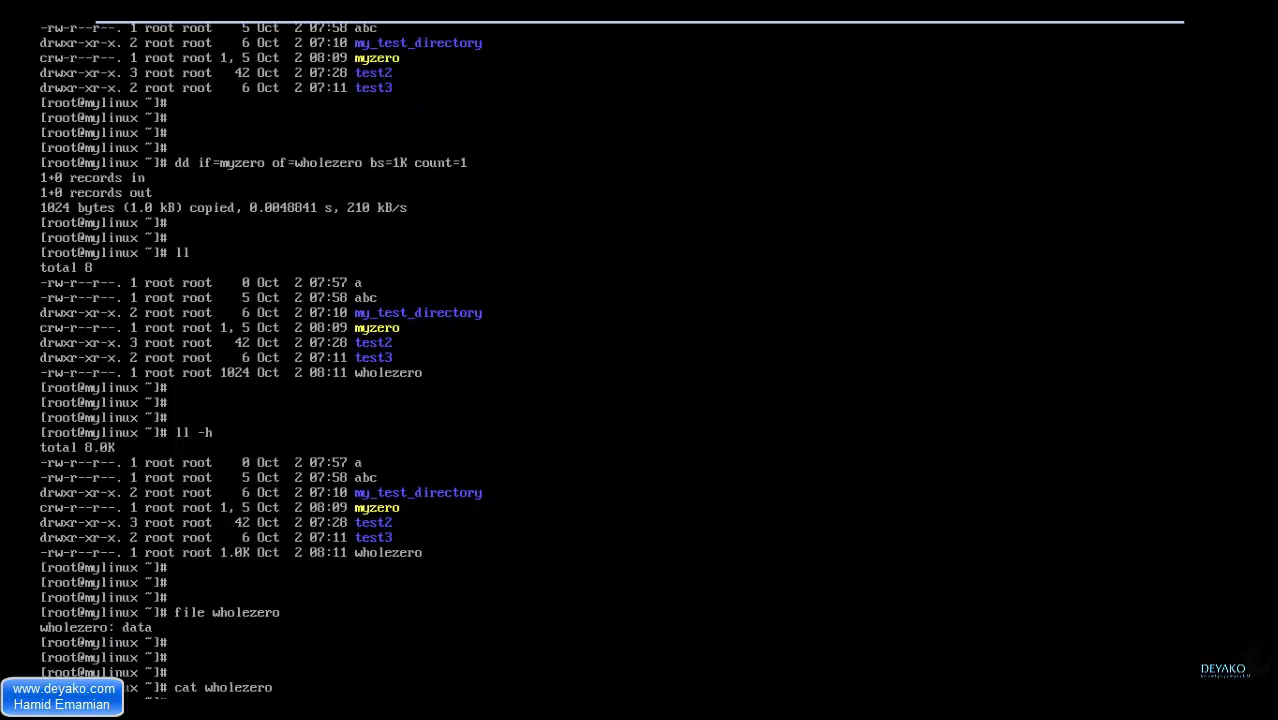 -rw-r--r--. 1 root root    5 Oct  2 07:58 abc
drwxr-xr-x. 2 root root    6 Oct  2 07:10 my_test_directory
crw-r--r--. 1 root root 1, 5 Oct  2 08:09 myzero
drwxr-xr-x. 3 root root   42 Oct  2 07:28 test2
drwxr-xr-x. 2 root root    6 Oct  2 07:11 test3
[root@mylinux ~]#
[root@mylinux ~]#
[root@mylinux ~]#
[root@mylinux ~]#
[root@mylinux ~]# dd if=myzero of=wholezero bs=1K count=1
1+0 records in
1+0 records out
1024 bytes (1.0 kB) copied, 0.0048841 s, 210 kB/s
[root@mylinux ~]#
[root@mylinux ~]#
[root@mylinux ~]# ll
total 8
-rw-r--r--. 1 root root    0 Oct  2 07:57 a
-rw-r--r--. 1 root root    5 Oct  2 07:58 abc
drwxr-xr-x. 2 root root    6 Oct  2 07:10 my_test_directory
crw-r--r--. 1 root root 1, 5 Oct  2 08:09 myzero
drwxr-xr-x. 3 root root   42 Oct  2 07:28 test2
drwxr-xr-x. 2 root root    6 Oct  2 07:11 test3
-rw-r--r--. 1 root root 1024 Oct  2 08:11 wholezero
[root@mylinux ~]#
[root@mylinux ~]#
[root@mylinux ~]#
[root@mylinux ~]# ll -h
total 8.0K
-rw-r--r--. 1 root root    0 Oct  2 07:57 a
-rw-r--r--. 1 root root    5 Oct  2 07:58 abc
drwxr-xr-x. 2 root root    6 Oct  2 07:10 my_test_directory
crw-r--r--. 1 root root 1, 5 Oct  2 08:09 myzero
drwxr-xr-x. 3 root root   42 Oct  2 07:28 test2
drwxr-xr-x. 2 root root    6 Oct  2 07:11 test3
-rw-r--r--. 1 root root 1.0K Oct  2 08:11 wholezero
[root@mylinux ~]#
[root@mylinux ~]#
[root@mylinux ~]#
[root@mylinux ~]# file wholezero
wholezero: data
[root@mylinux ~]#
[root@mylinux ~]#
[root@mylinux ~]#
~]# cat wholezero
www.deyako.com
Hamid Emamian
DEYAKO